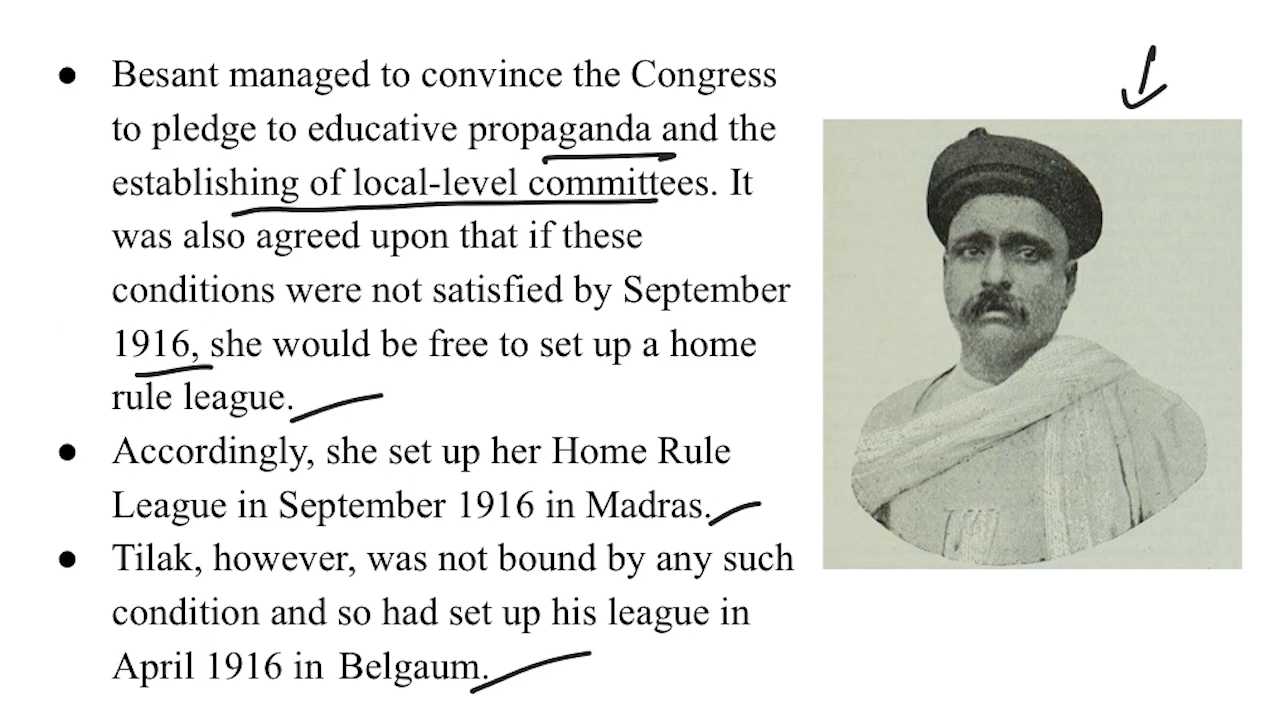 ● Besant managed to convince the Congress
to pledge to educative propaganda and the
establishing of local-level committees. It
was also agreed upon that if these
conditions were not satisfied by September
1916, she would be free to set up a home
rule league.
● Accordingly, she set up her Home Rule
League in September 1916 in Madras.
● Tilak, however, was not bound by any such
condition and so had set up his league in
April 1916 in Belgaum.